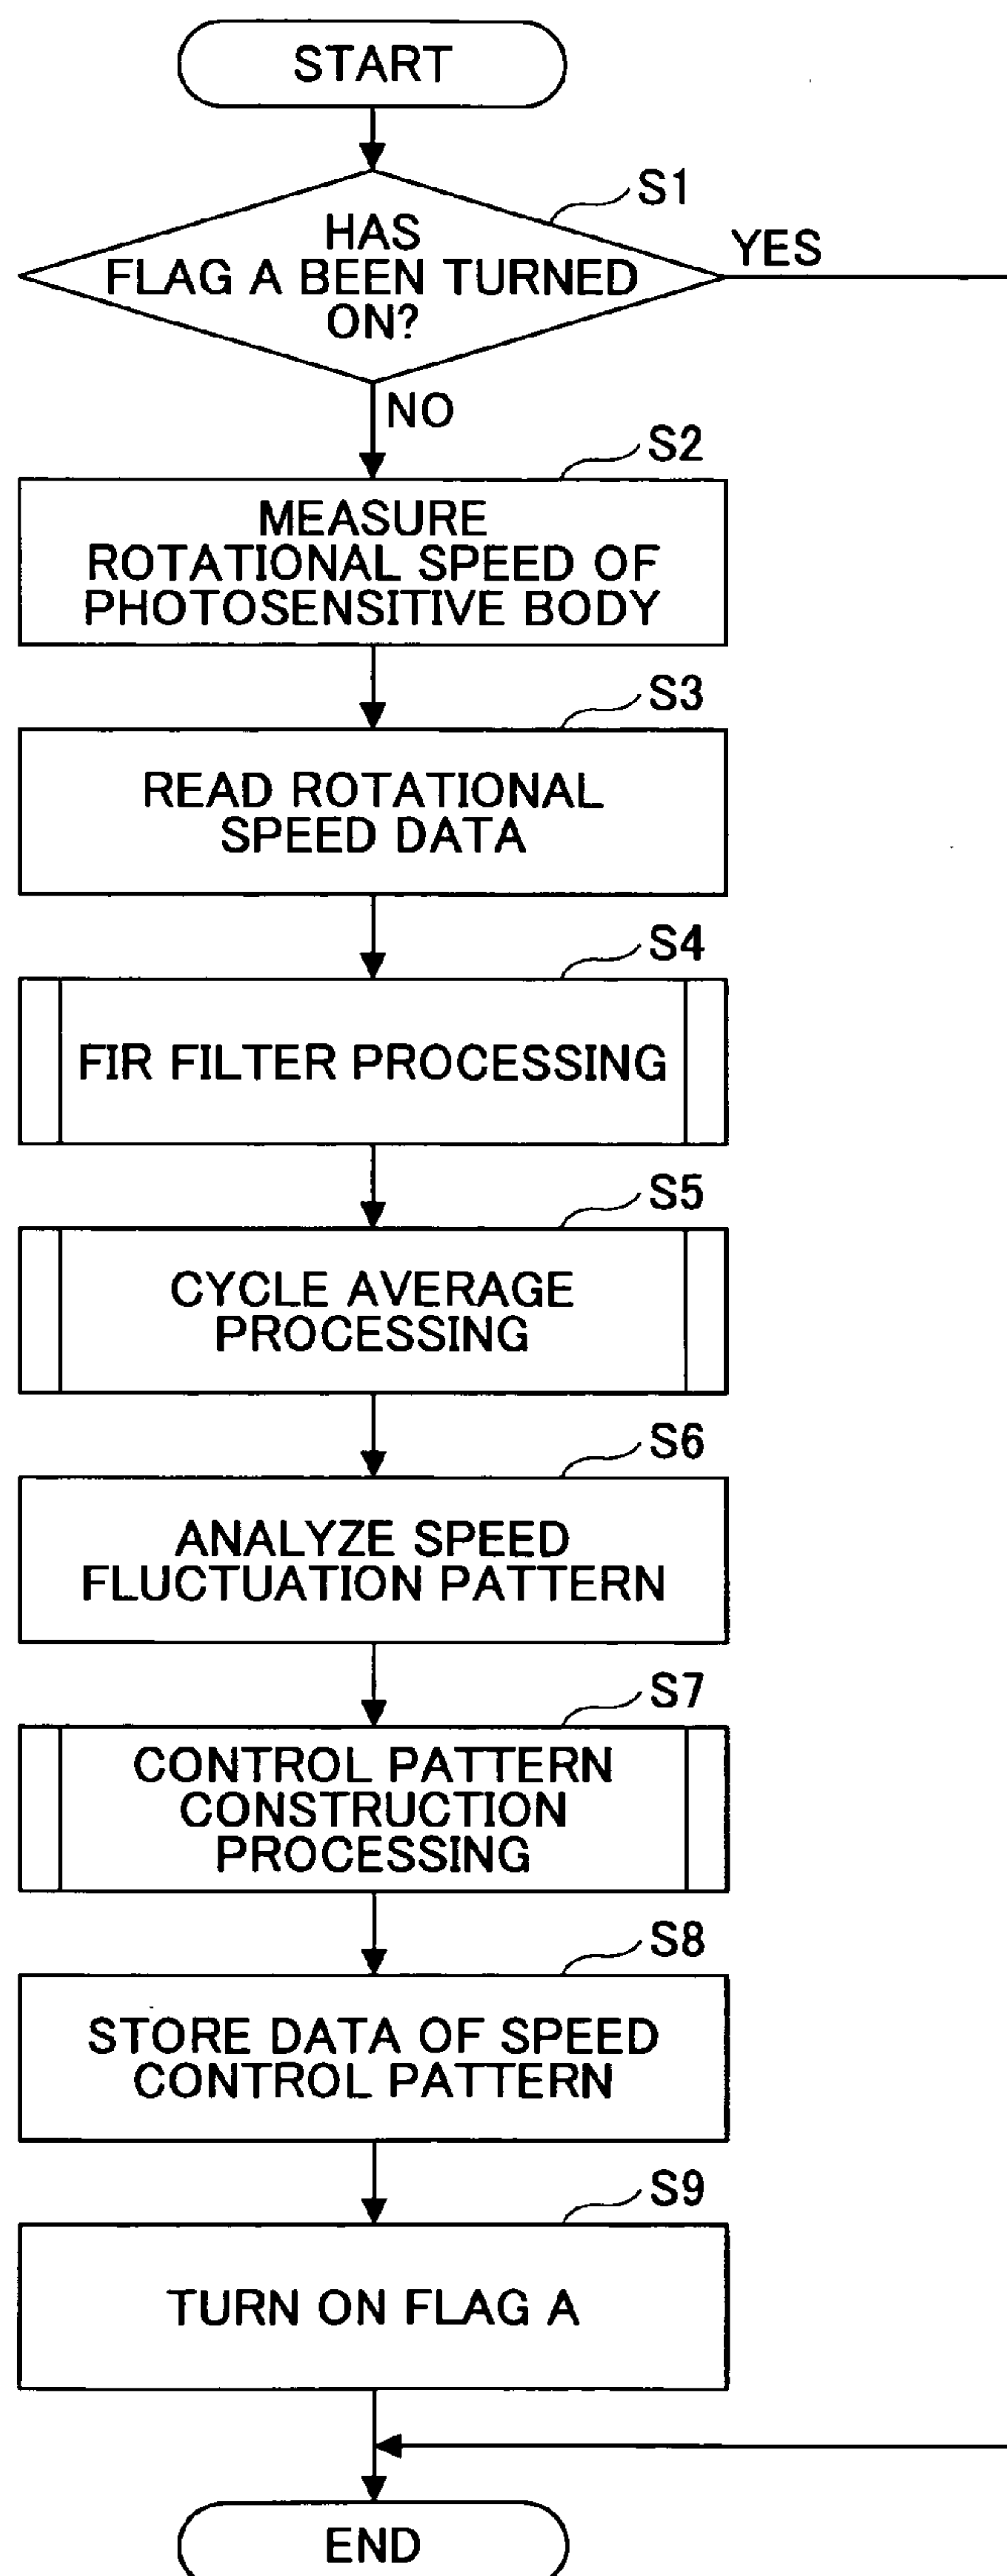 START
S1
HAS
FLAG A BEEN TURNED
ON?
YES
NO
S2
MEASURE
ROTATIONAL SPEED OF
PHOTOSENSITIVE BODY
S3
READ ROTATIONAL
SPEED DATA
S4
FIR FILTER PROCESSING
S5
CYCLE AVERAGE
PROCESSING
S6
ANALYZE SPEED
FLUCTUATION PATTERN
S7
CONTROL PATTERN
CONSTRUCTION
PROCESSING
S8
STORE DATA OF SPEED
CONTROL PATTERN
S9
TURN ON FLAG A
END